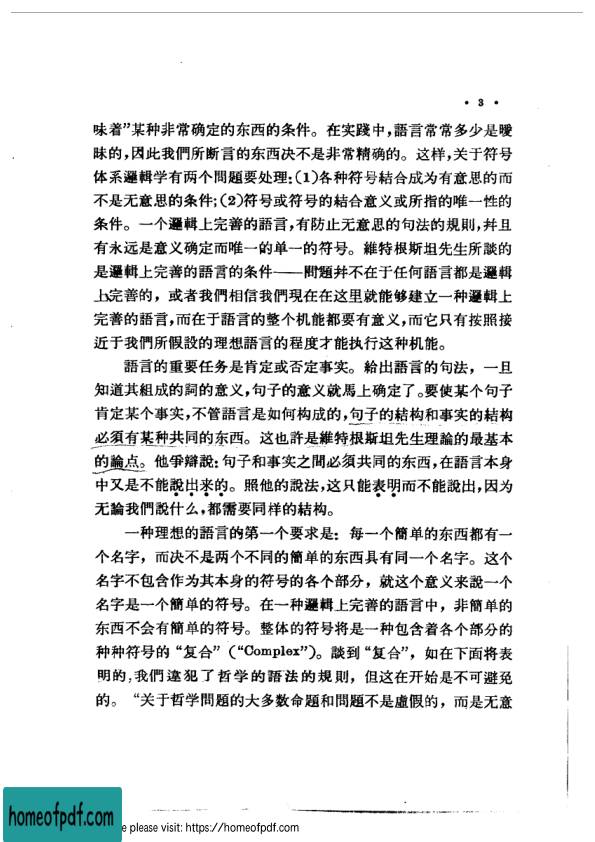 • 3 •
味着”某种非常确定的东西的条件。在实踐中,語言常常多少是曖
昧的,因此我們所断言的东西决不是非常精确的。这样,关于符号
体系邏輯学有两个問題要处理:(1)各种符号結合成为有意思的而
不是无意思的条件;(2)符号或符号的結合意义或所指的唯一性的
条件。一个邏輯上完善的語言,有防止无意思的句法的規則,幷且
有永远是意义确定而唯一的单一的符号。維特根斯坦先生所談的
是邏輯上完善的語言的条件——問題幷不在于任何語言都是邏輯
上完善的,或者我們相信我們現在在这里就能够建立一种邏輯上
完善的語言,而在于語言的整个机能都要有意义,而它只有按照接
近于我們所假設的理想語言的程度才能执行这种机能。
語言的重要任务是肯定或否定事实。給出語言的句法,一旦
知道其組成的詞的意义,句子的意义就馬上确定了。要使某个句子
肯定某个事实,不管語言是如何构成的,句子的結构和事实的結构
必須有某种共同的东西。这也許是維特根斯坦先生理論的最基本
的論点。他爭辯說:句子和事实之間必須共同的东西,在語言本身
中又是不能說出来的。照他的說法,这只能表明而不能說出,因为
无論我們說什么,都需要同样的結构。
一种理想的語言的第一个要求是:每一个簡单的东西都有一
个名字,而决不是两个不同的簡单的东西具有同一个名字。这个
名字不包含作为其本身的符号的各个部分,就这个意义来說一个
名字是一个簡单的符号。在一种邏輯上完善的語言中,非簡单的
东西不会有簡单的符号。整体的符号将是一种包含着各个部分的
种种符号的“复合”(“Complex”)。談到“复合”,如在下面将表
明的,我們違犯了哲学的語法的規則,但这在开始是不可避免
的。“关于哲学問題的大多数命題和問題不是虛假的,而是无意
homeofpdf.com
e please visit: https://homeofpdf.com